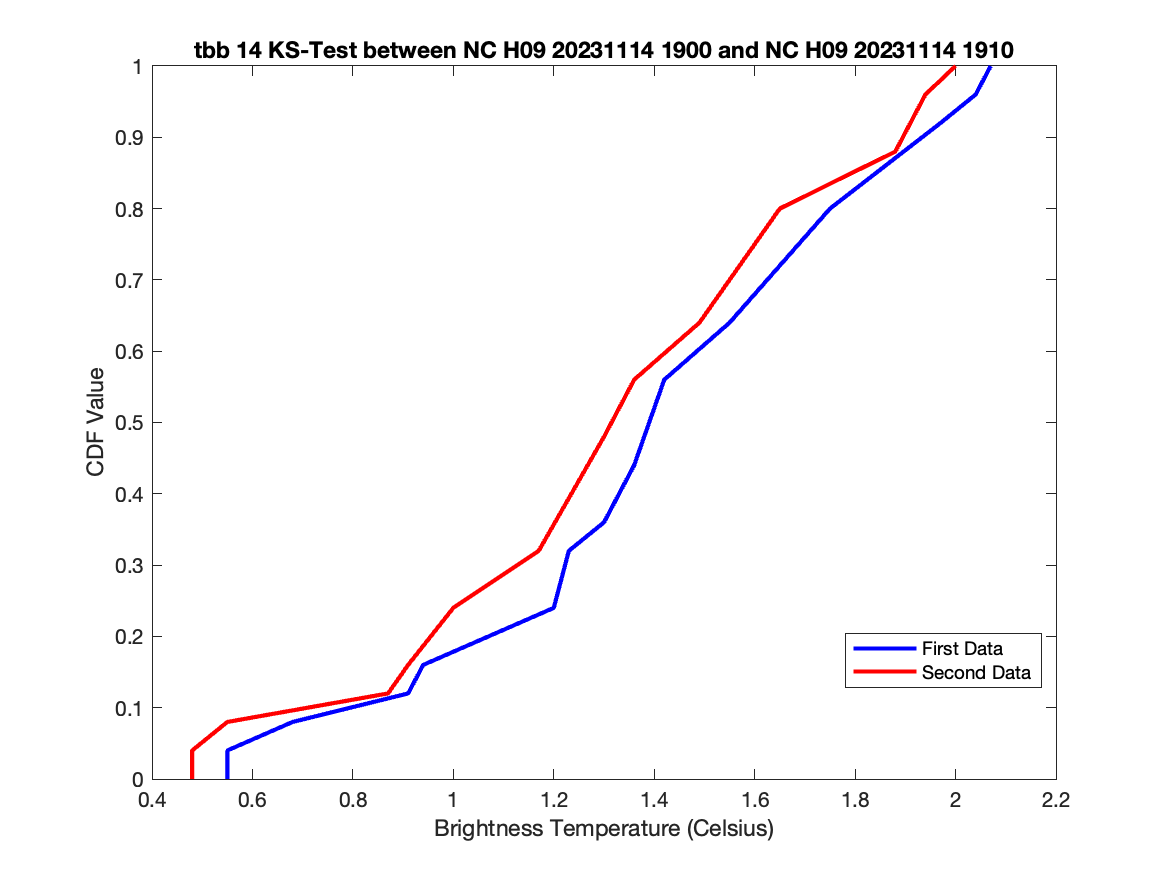 tbb 14 KS-Test between NC H09 20231114 1900 and NC H09 20231114 1910
1
0.9
0.8
0.7
0.6
0.5
0.4
0.3
0.2
0.1
0
CDF Value
First Data
Second Data
0.4 0.6 0.8 1 1.2 1.4 1.6 1.8 2 2.2
Brightness Temperature (Celsius)